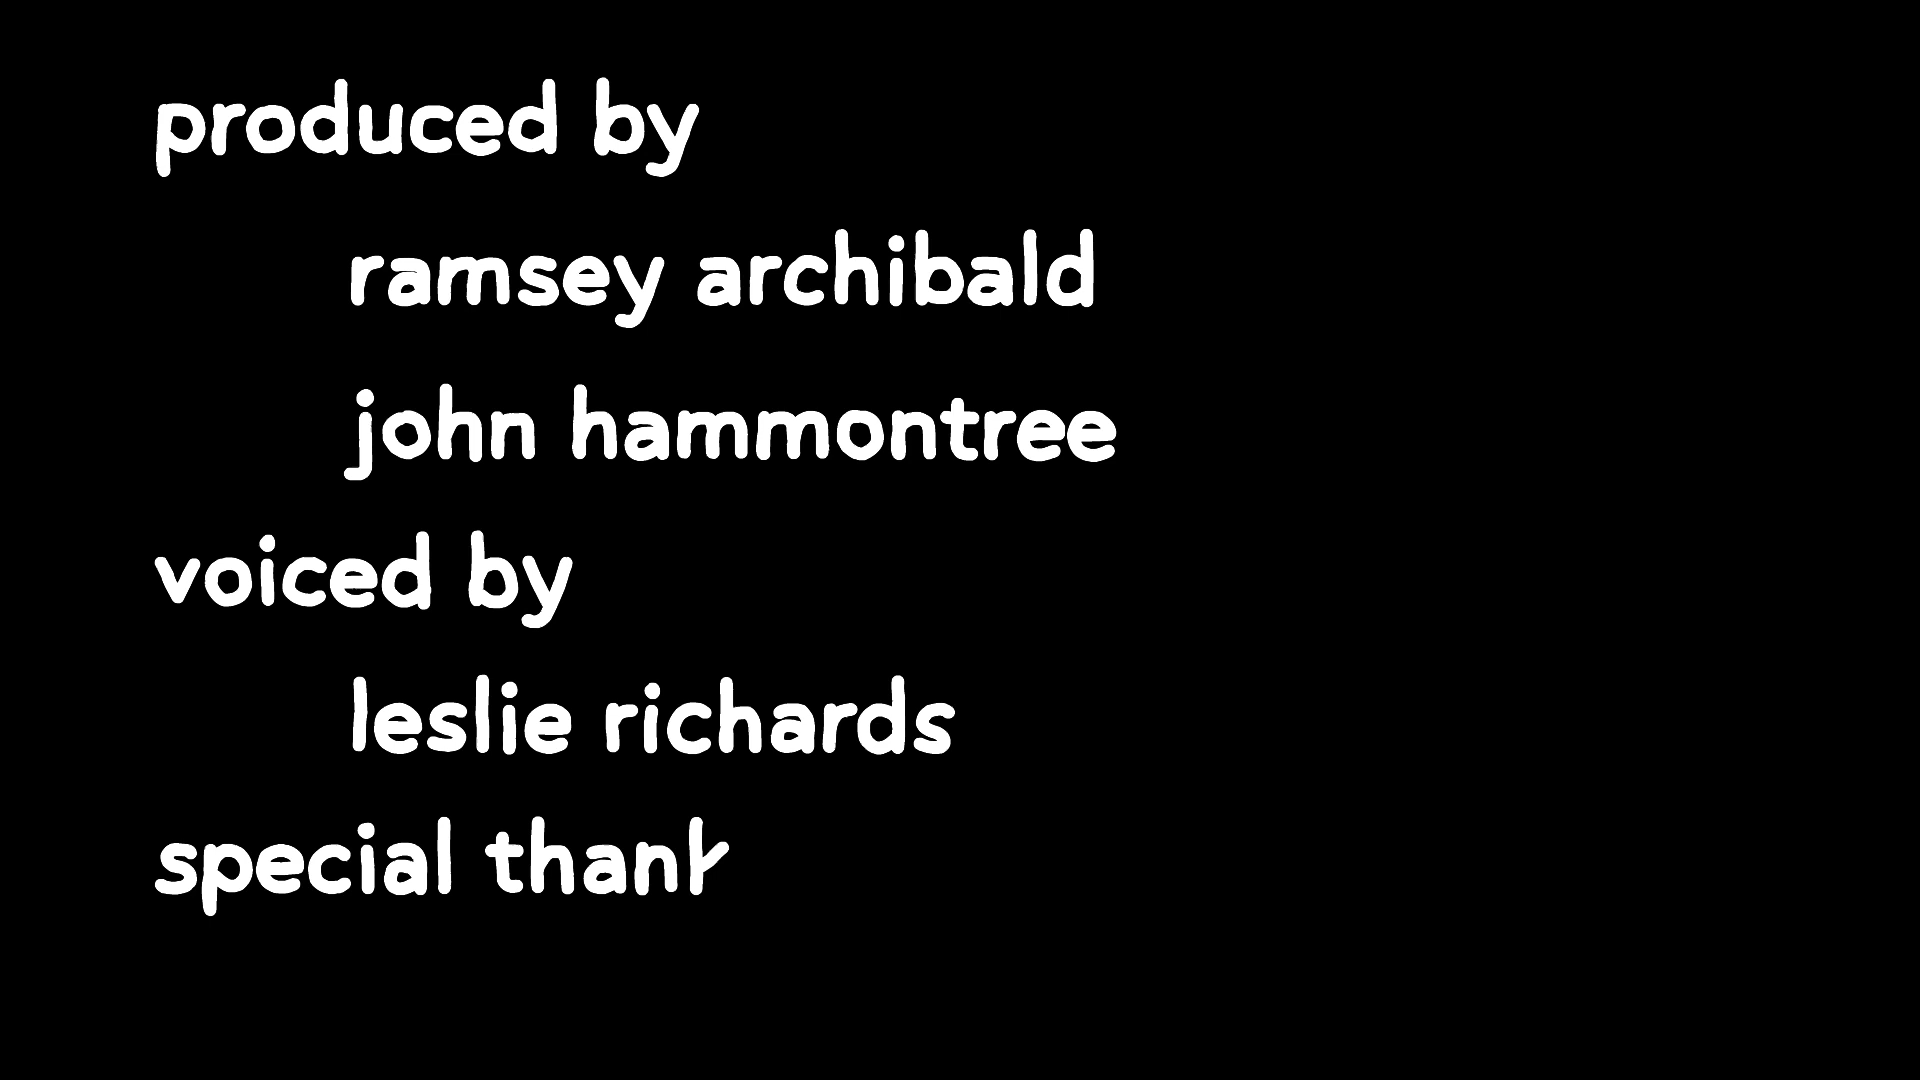 produced by
ramsey archibald
john hammontree
voiced by
leslie richards
special thank